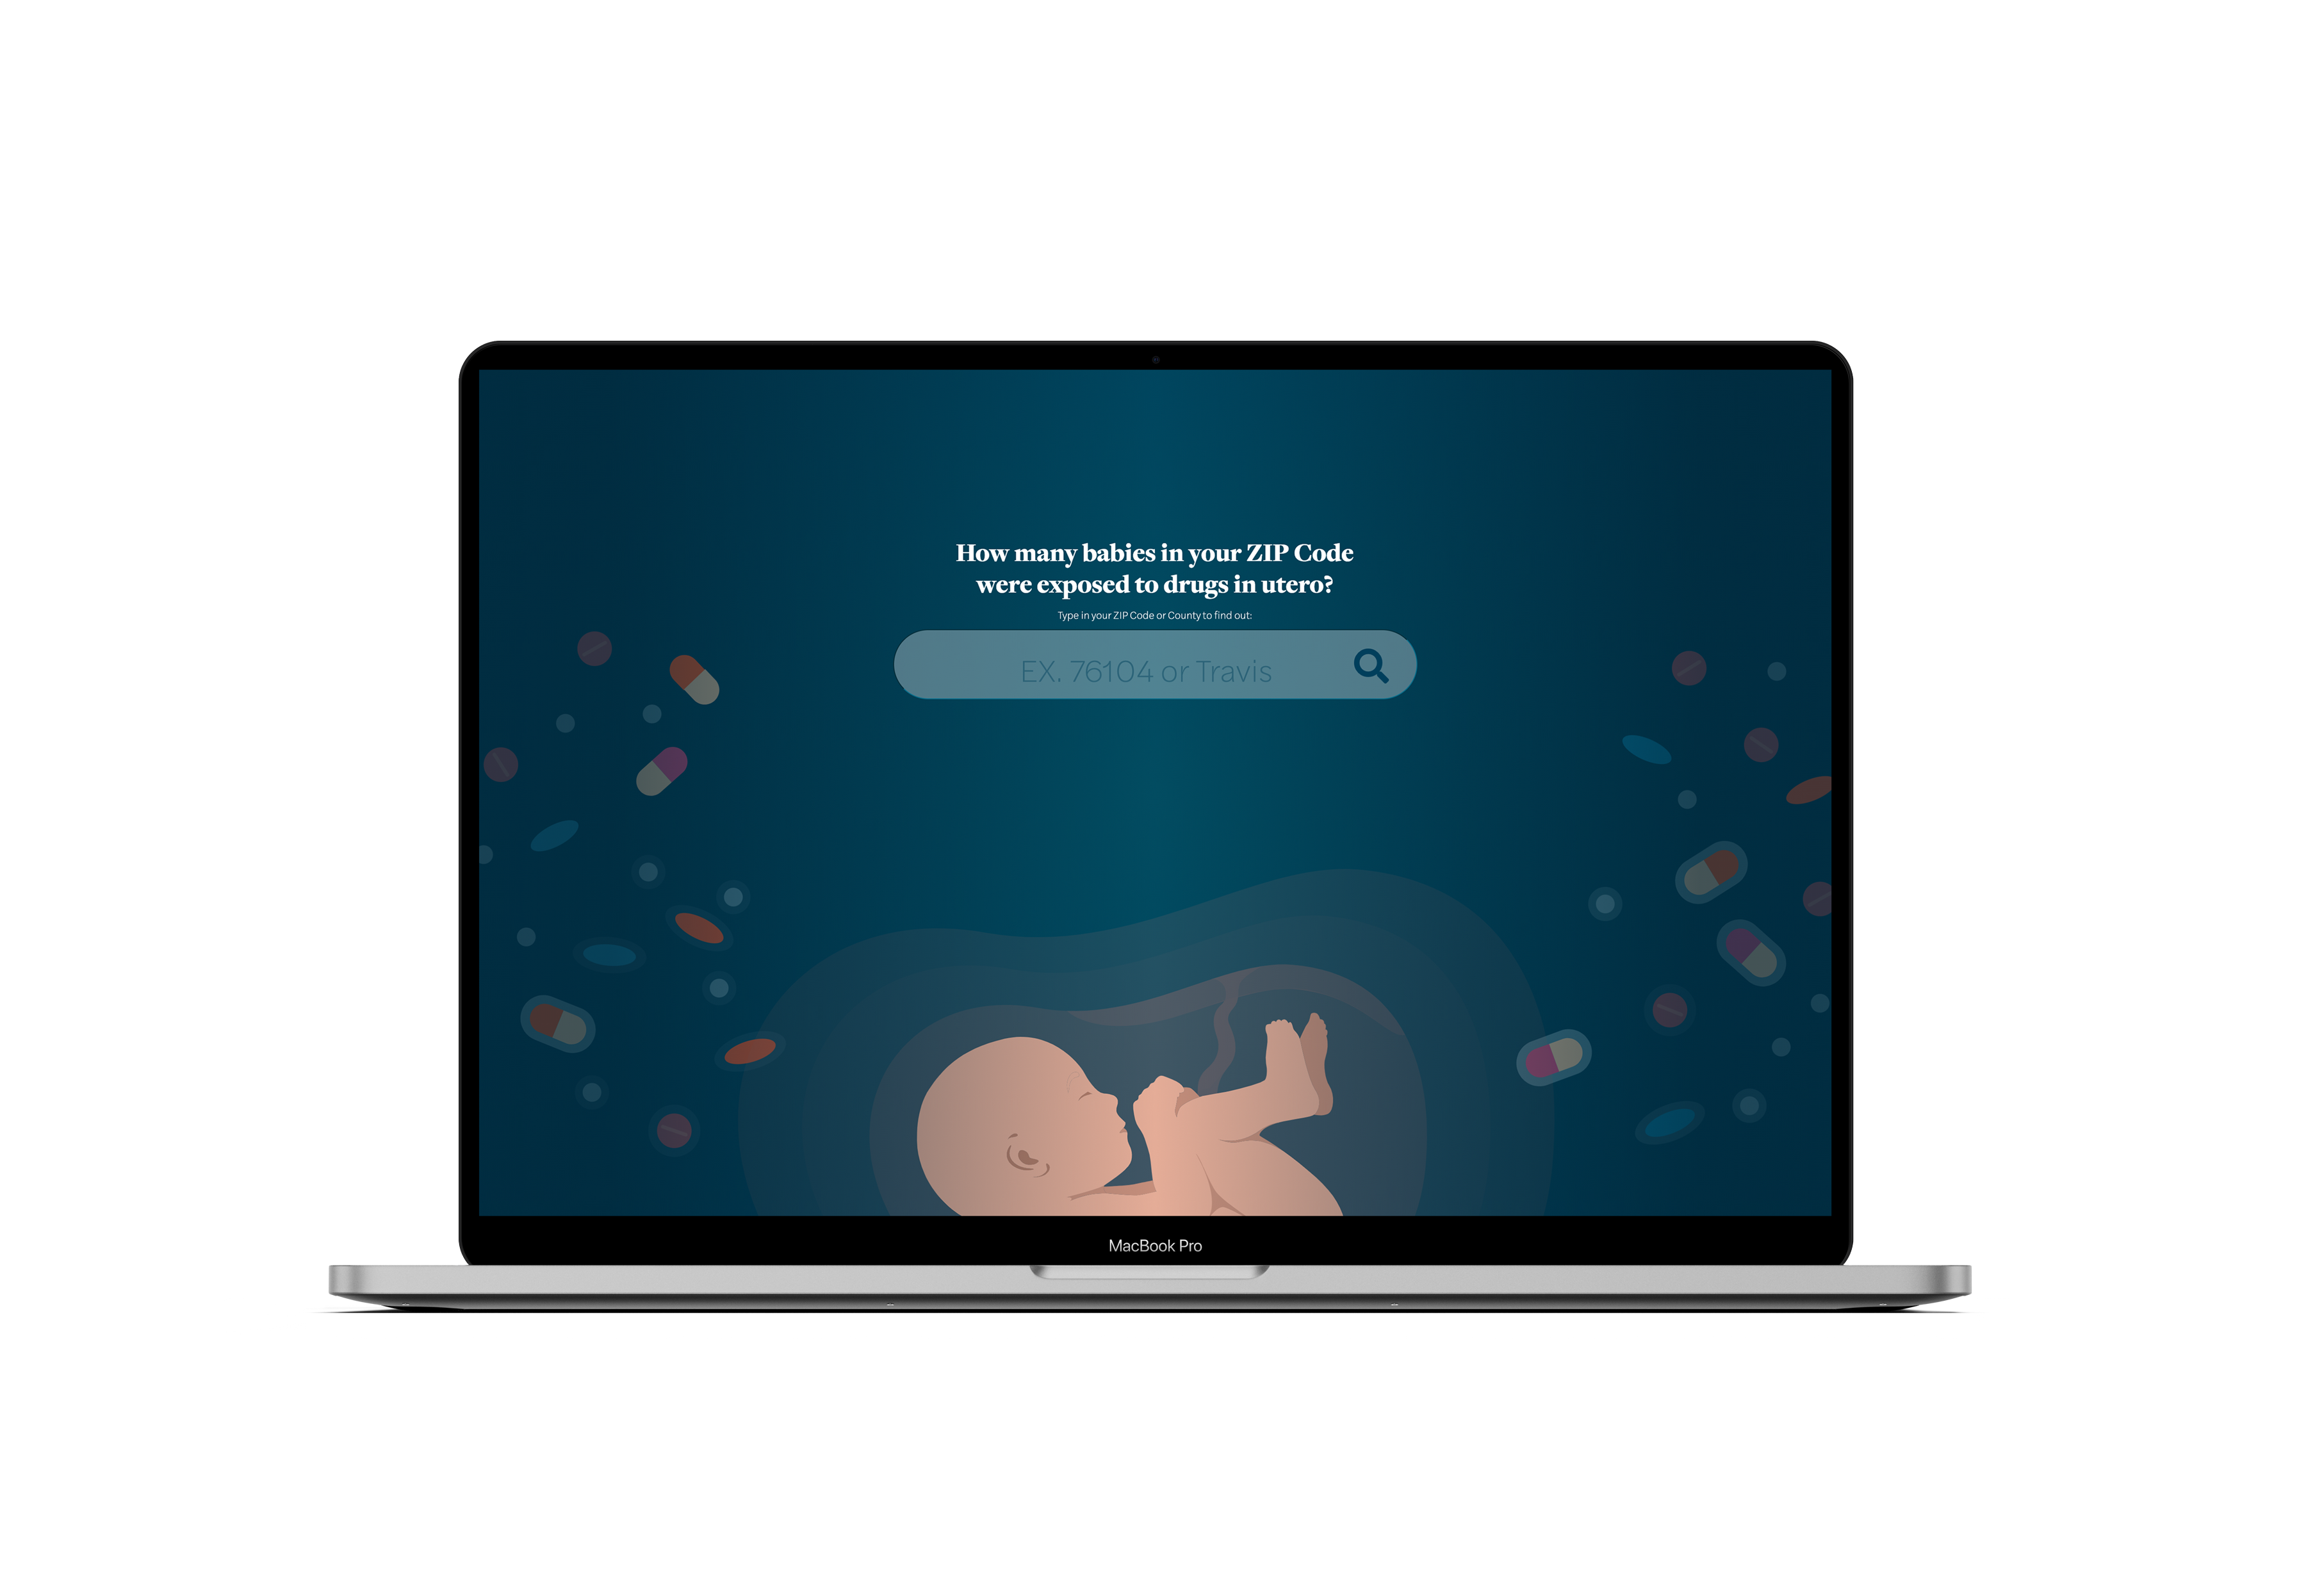 How many babies in your ZIP Code
were exposed to drugs in utero?
Type in your ZIP Code or County to find out:
EX. 76104 or Travis
MacBook Pro